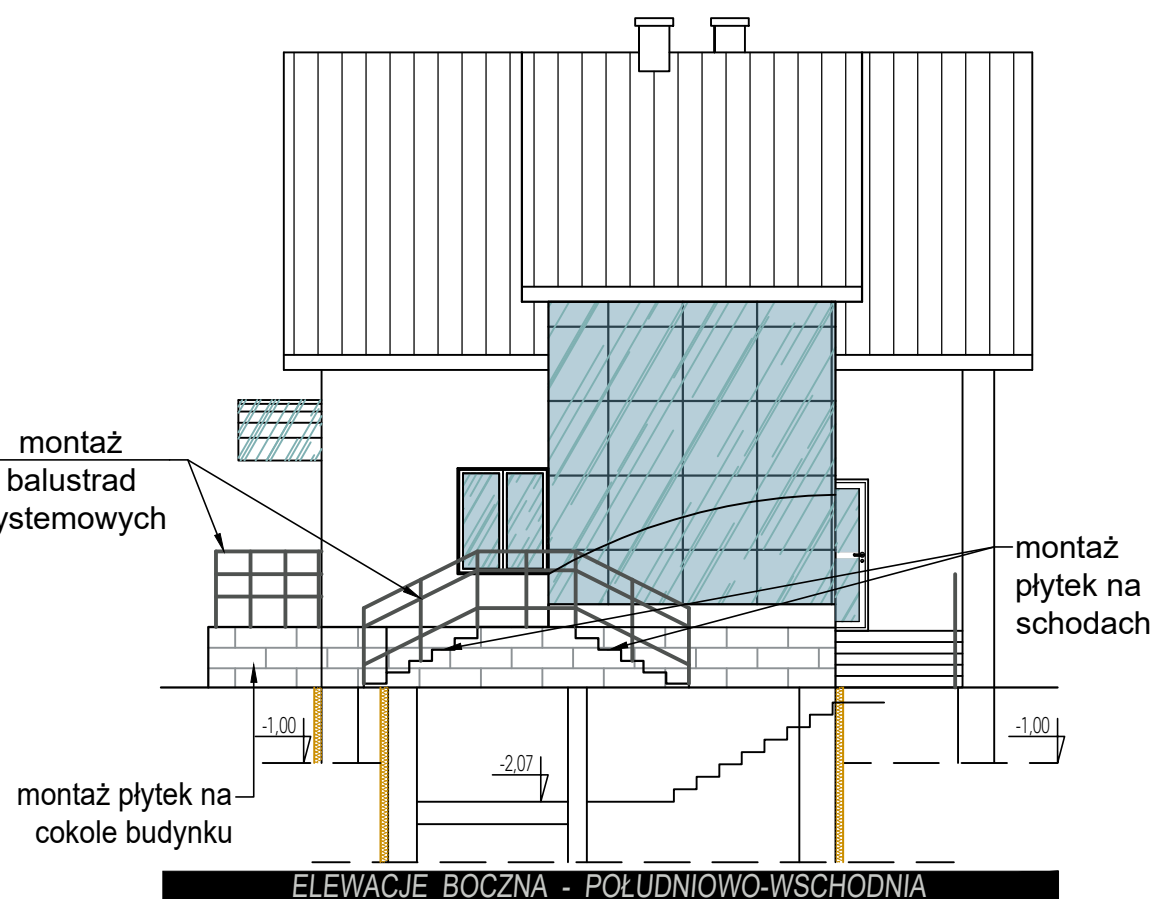 montaż
balustrad
ystemowych
montaż
płytek na
schodach
-1,00
-1,00
-2,07
montaż płytek na
cokole budynku
ELEWACJE BOCZNA - POŁUDNIOWO-WSCHODNIA